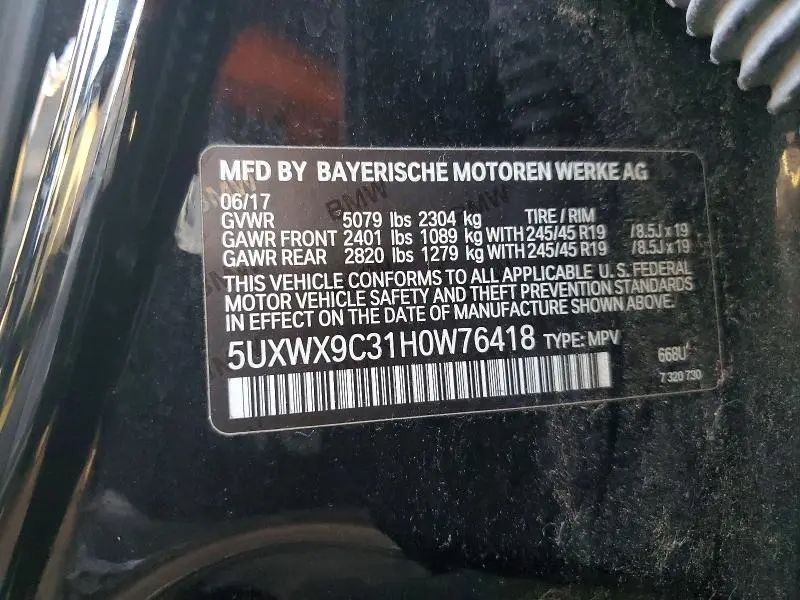 MFD BY BAYERISCHE MOTOREN WERKE AG
06/17
GVWR 5079 lbs 2304 kg TIRE / RIM
GAWR FRONT 2401 lbs 1089 kg WITH 245/45 R19 /8.5J x 19
GAWR REAR 2820 lbs 1279 kg WITH 245/45 R19 /8.5J x 19
THIS VEHICLE CONFORMS TO ALL APPLICABLE U. S. FEDERAL
MOTOR VEHICLE SAFETY AND THEFT PREVENTION STANDARDS
IN EFFECT ON THE DATE OF MANUFACTURE SHOWN ABOVE.
5UXWX9C31H0W76418 TYPE: MPV 668U
7 320 730
BMW
BMW